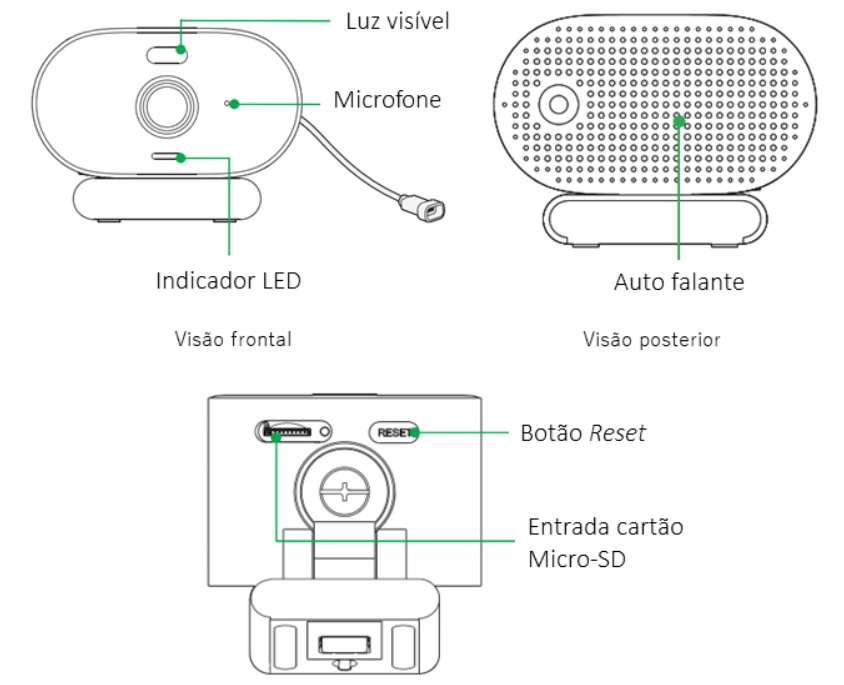 Luz visível
Microfone
Indicador LED
Auto falante
Visão frontal
Visão posterior
RESET
Botão Reset
Entrada cartão
Micro-SD